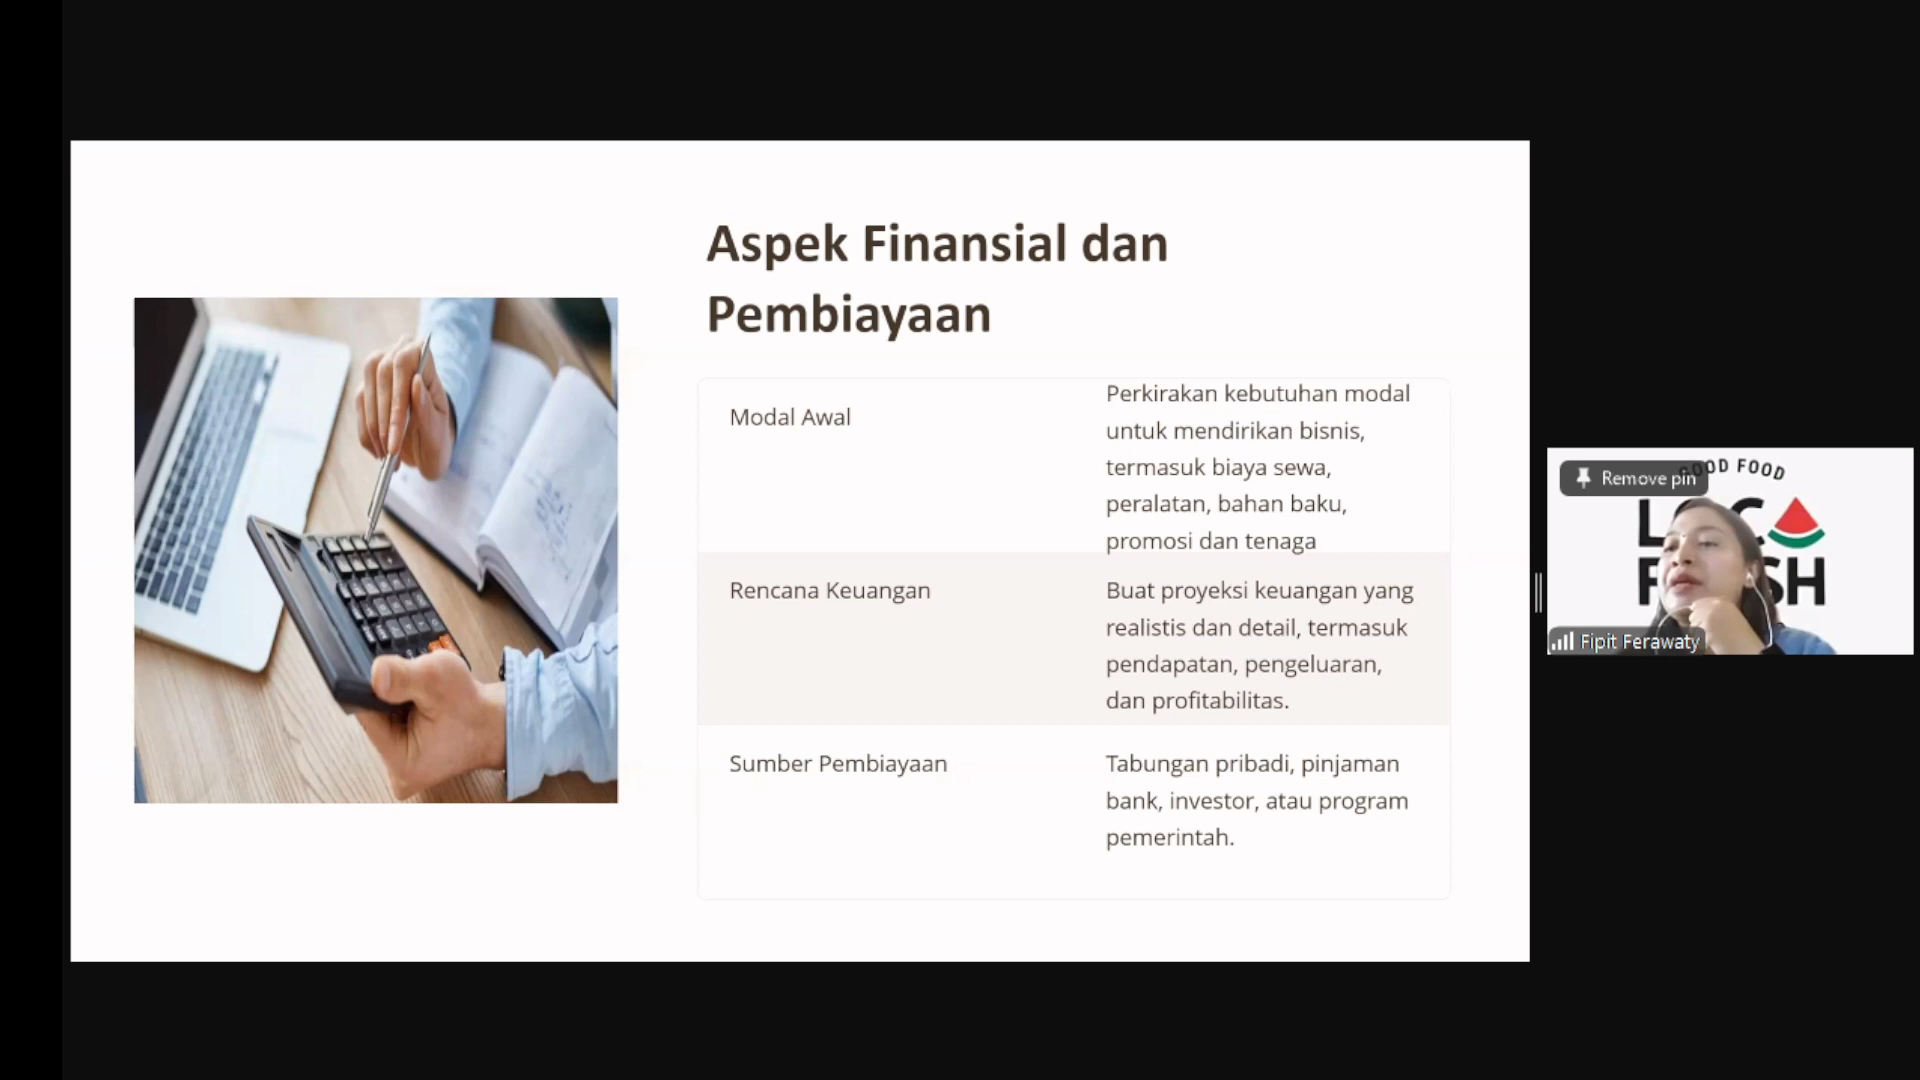 Aspek Finansial dan
Pembiayaan
Modal Awal
Perkirakan kebutuhan modal
untuk mendirikan bisnis,
termasuk biaya sewa,
peralatan, bahan baku,
promosi dan tenaga
Rencana Keuangan
Buat proyeksi keuangan yang
realistis dan detail, termasuk
pendapatan, pengeluaran,
dan profitabilitas.
Sumber Pembiayaan
Tabungan pribadi, pinjaman
bank, investor, atau program
pemerintah.
Remove pin
FOOD
Fipit Ferawaty